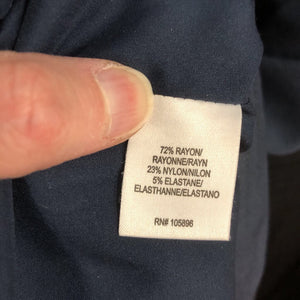 72% RAYON/
RAYONNE/RAYN
23% NYLON/NILON
5% ELASTANE/
ELASTHANNE/ELASTANO
RN# 105896